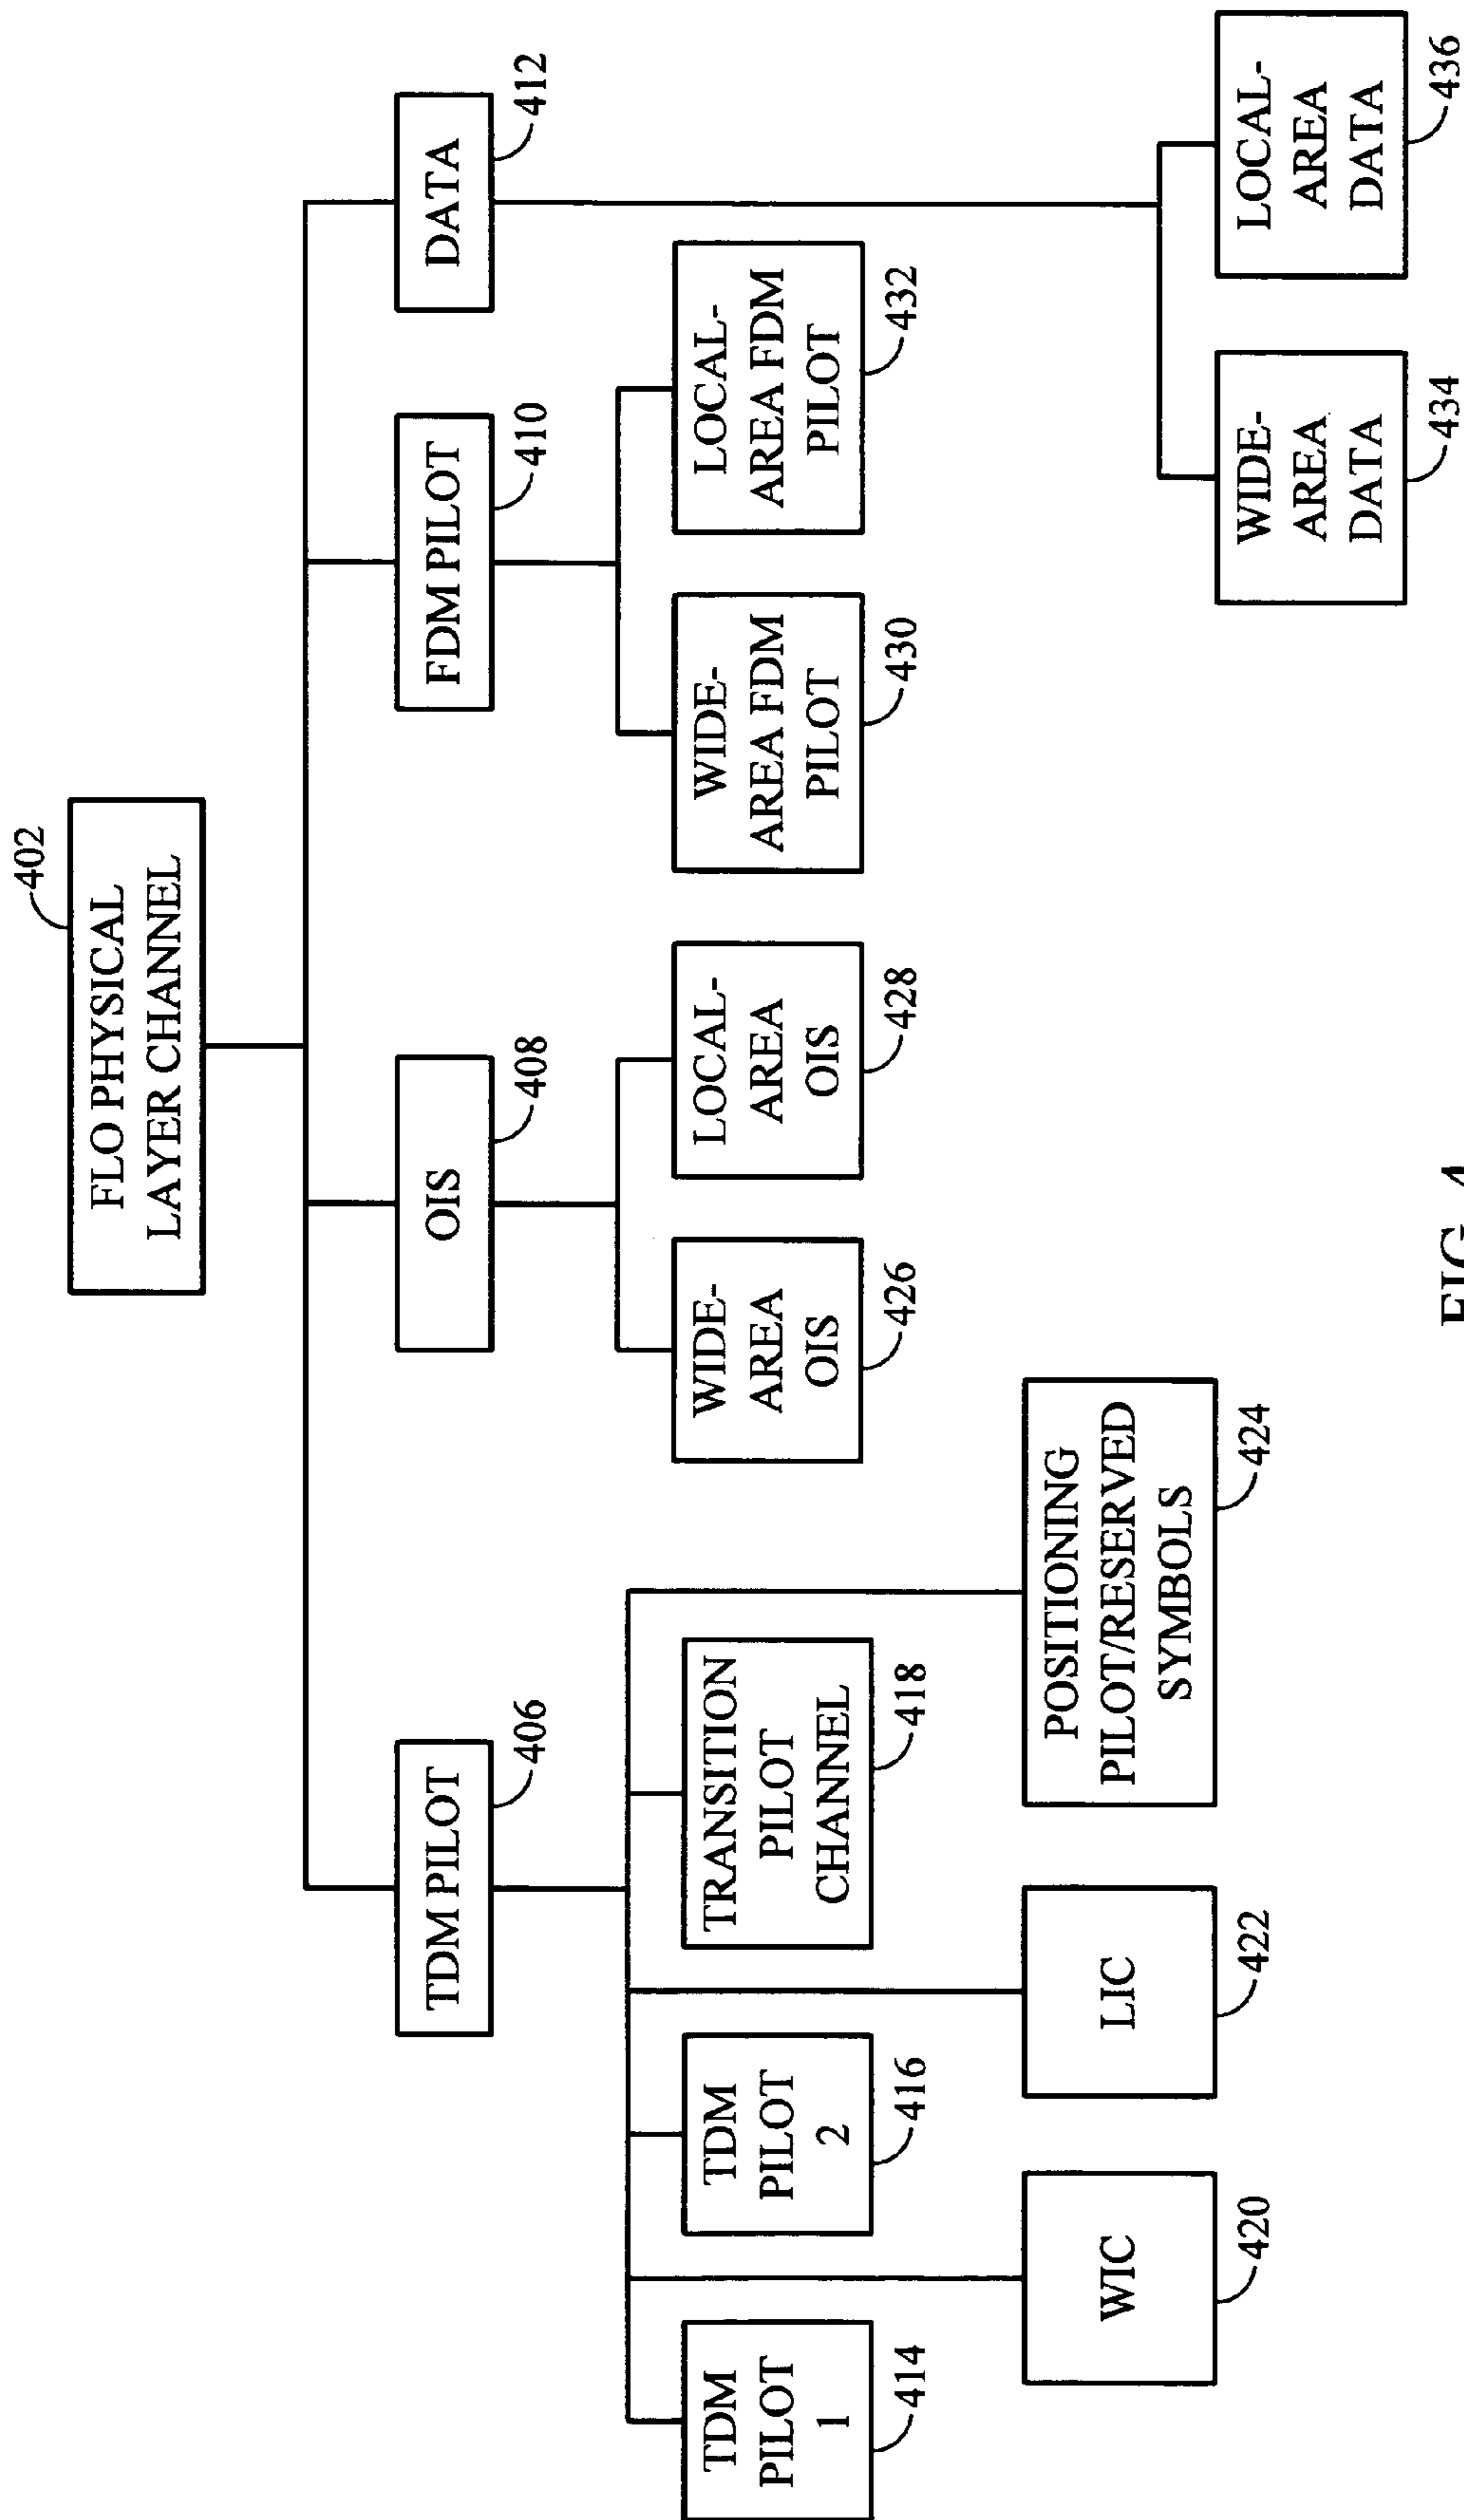 402
FLO PHYSICAL
LAYER CHANNEL
TDM PILOT
406
OIS
408
FDM PILOT
410
DATA
412
TDM
PILOT
1
414
TDM
PILOT
2
416
TRANSITION
PILOT
CHANNEL
418
WIDE-
AREA
OIS
426
LOCAL-
AREA
OIS
428
WIDE-
AREA FDM
PILOT
430
LOCAL-
AREA FDM
PILOT
432
WIC
420
LIC
422
POSITIONING
PILOT/RESERVED
SYMBOLS
424
WIDE-
AREA
DATA
434
LOCAL-
AREA
DATA
436
FIG 4